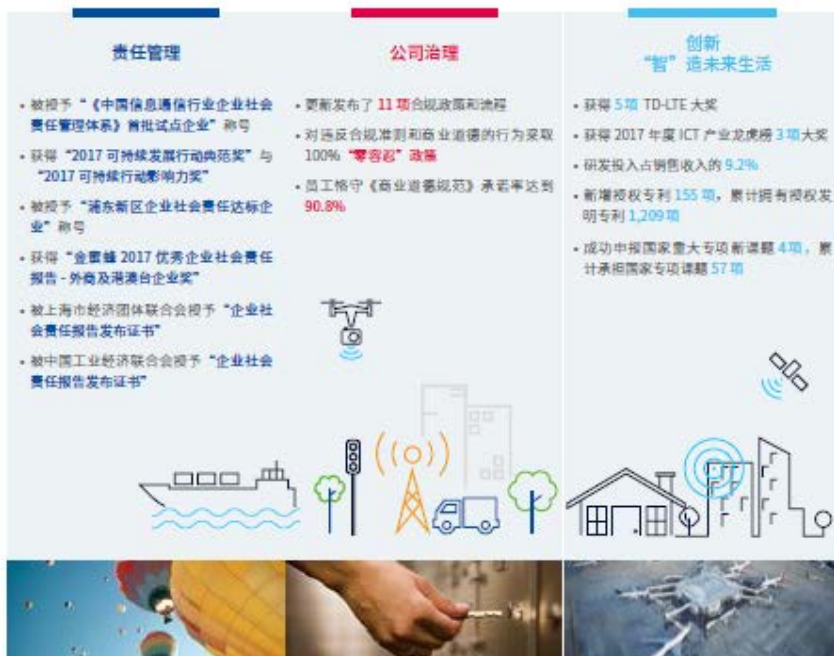 责任管理
• 被授予“《中国信息通信行业企业社会
责任管理体系》首批试点企业”称号
• 获得“2017 可持续发展行动典范奖”与
“2017 可持续行动影响力奖”
• 被授予“浦东新区企业社会责任达标企
业”称号
• 获得“金蜜蜂 2017 优秀企业社会责任
报告 - 外商及港澳台企业奖”
• 被上海市经济团体联合会授予“企业社
会责任报告发布证书”
• 被中国工业经济联合会授予“企业社会
责任报告发布证书”
公司治理
• 更新发布了 11 项合规政策和流程
• 对违反合规准则和商业道德的行为采取
100%“零容忍”政策
• 员工恪守《商业道德规范》承诺率达到
90.8%
创新
“智”造未来生活
• 获得 5项 TD-LTE 大奖
• 获得 2017 年度 ICT 产业龙虎榜 3项大奖
• 研发投入占销售收入的 9.2%
• 新增授权专利 155 项，累计拥有授权发
明专利 1,209 项
• 成功申报国家重大专项新课题 4项，累
计承担国家专项课题 57 项